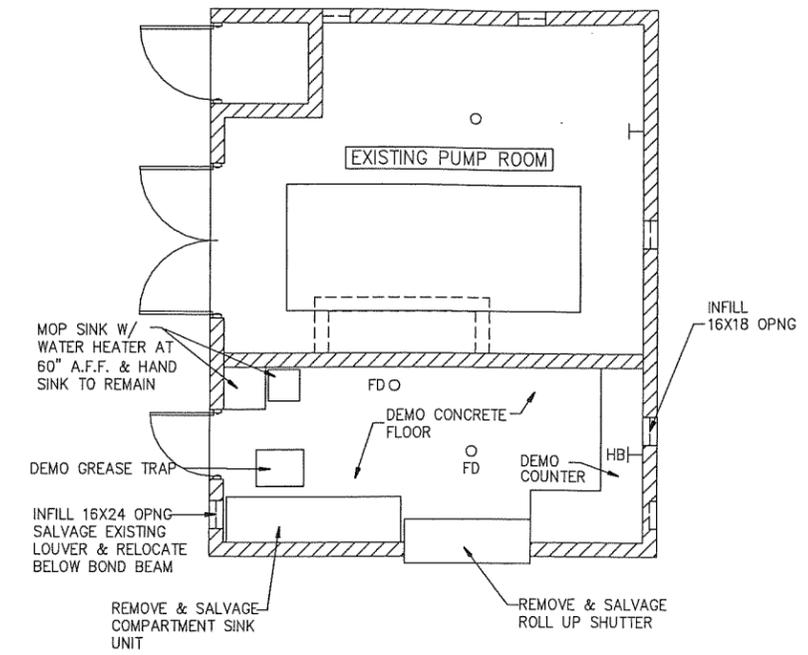 EXISTING PUMP ROOM
INFILL
16X18 OPNG
MOP SINK W/
WATER HEATER AT
60" A.F.F. & HAND
SINK TO REMAIN
FD
DEMO CONCRETE
FLOOR
HB
FD
DEMO
COUNTER
DEMO GREASE TRAP
INFILL 16X24 OPNG
SALVAGE EXISTING
LOUVER & RELOCATE
BELOW BOND BEAM
REMOVE & SALVAGE
COMPARTMENT SINK
UNIT
REMOVE & SALVAGE
ROLL UP SHUTTER